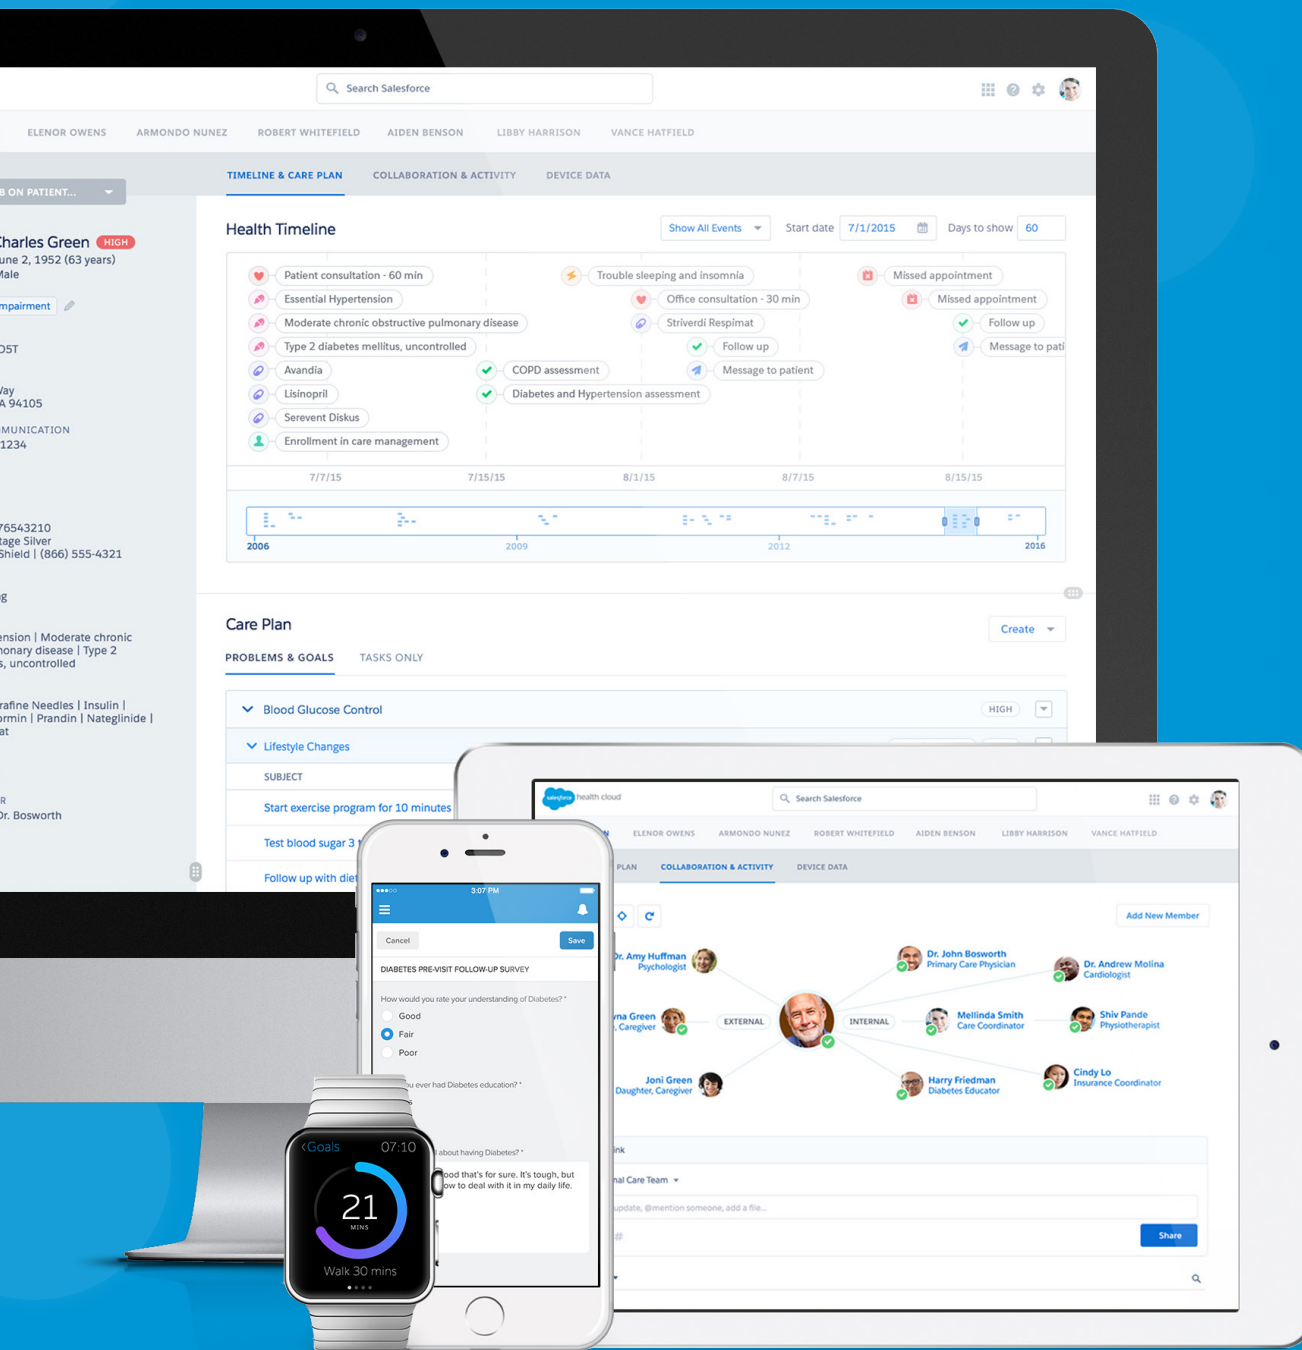 Search Salesforce
ELENOR OWENS ARMONDO NUNEZ ROBERT WHITEFIELD AIDEN BENSON LIBBY HARRISON VANCE HATFIELD
B ON PATIENT...
TIMELINE & CARE PLAN COLLABORATION & ACTIVITY DEVICE DATA
Charles Green HIGH
June 2, 1952 (63 years)
Male
mpairment
D5T
Way
A 94105
MMUNICATION
1234
76543210
tage Silver
Shield | (866) 555-4321
g
ension | Moderate chronic
monary disease | Type 2
s, uncontrolled
rafine Needles | Insulin |
ormin | Prandin | Nateglinide |
at
R
Dr. Bosworth
Health Timeline
Show All Events Start date 7/1/2015 Days to show 60
Patient consultation - 60 min Trouble sleeping and insomnia Missed appointment
Essential Hypertension Office consultation - 30 min Missed appointment
Moderate chronic obstructive pulmonary disease Striverdi Respimat Follow up
Type 2 diabetes mellitus, uncontrolled Follow up Message to pati
Avandia COPD assessment Message to patient
Lisinopril Diabetes and Hypertension assessment
Serevent Diskus
Enrollment in care management
7/7/15 7/15/15 8/1/15 8/7/15 8/15/15
2006 2009 2012 2016
Care Plan
Create
PROBLEMS & GOALS TASKS ONLY
Blood Glucose Control HIGH
Lifestyle Changes
SUBJECT
Start exercise program for 10 minutes
Test blood sugar 3 t
Follow up with diet
salesforce health cloud
Search Salesforce
N ELENOR OWENS ARMONDO NUNEZ ROBERT WHITEFIELD AIDEN BENSON LIBBY HARRISON VANCE HATFIELD
PLAN COLLABORATION & ACTIVITY DEVICE DATA
Add New Member
Dr. Amy Huffman
Psychologist
na Green
, Caregiver
Joni Green
Daughter, Caregiver
EXTERNAL
INTERNAL
Dr. John Bosworth
Primary Care Physician
Dr. Andrew Molina
Cardiologist
Mellinda Smith
Care Coordinator
Shiv Pande
Physiotherapist
Harry Friedman
Diabetes Educator
Cindy Lo
Insurance Coordinator
ink
nal Care Team
update, @mention someone, add a file...
#
Share
3:07 PM
Cancel Save
DIABETES PRE-VISIT FOLLOW-UP SURVEY
How would you rate your understanding of Diabetes? *
Good
Fair
Poor
ou ever had Diabetes education? *
s
l about having Diabetes? *
ood that's for sure. It's tough, but
ow to deal with it in my daily life.
<Goals 07:10
21
MINS
Walk 30 mins